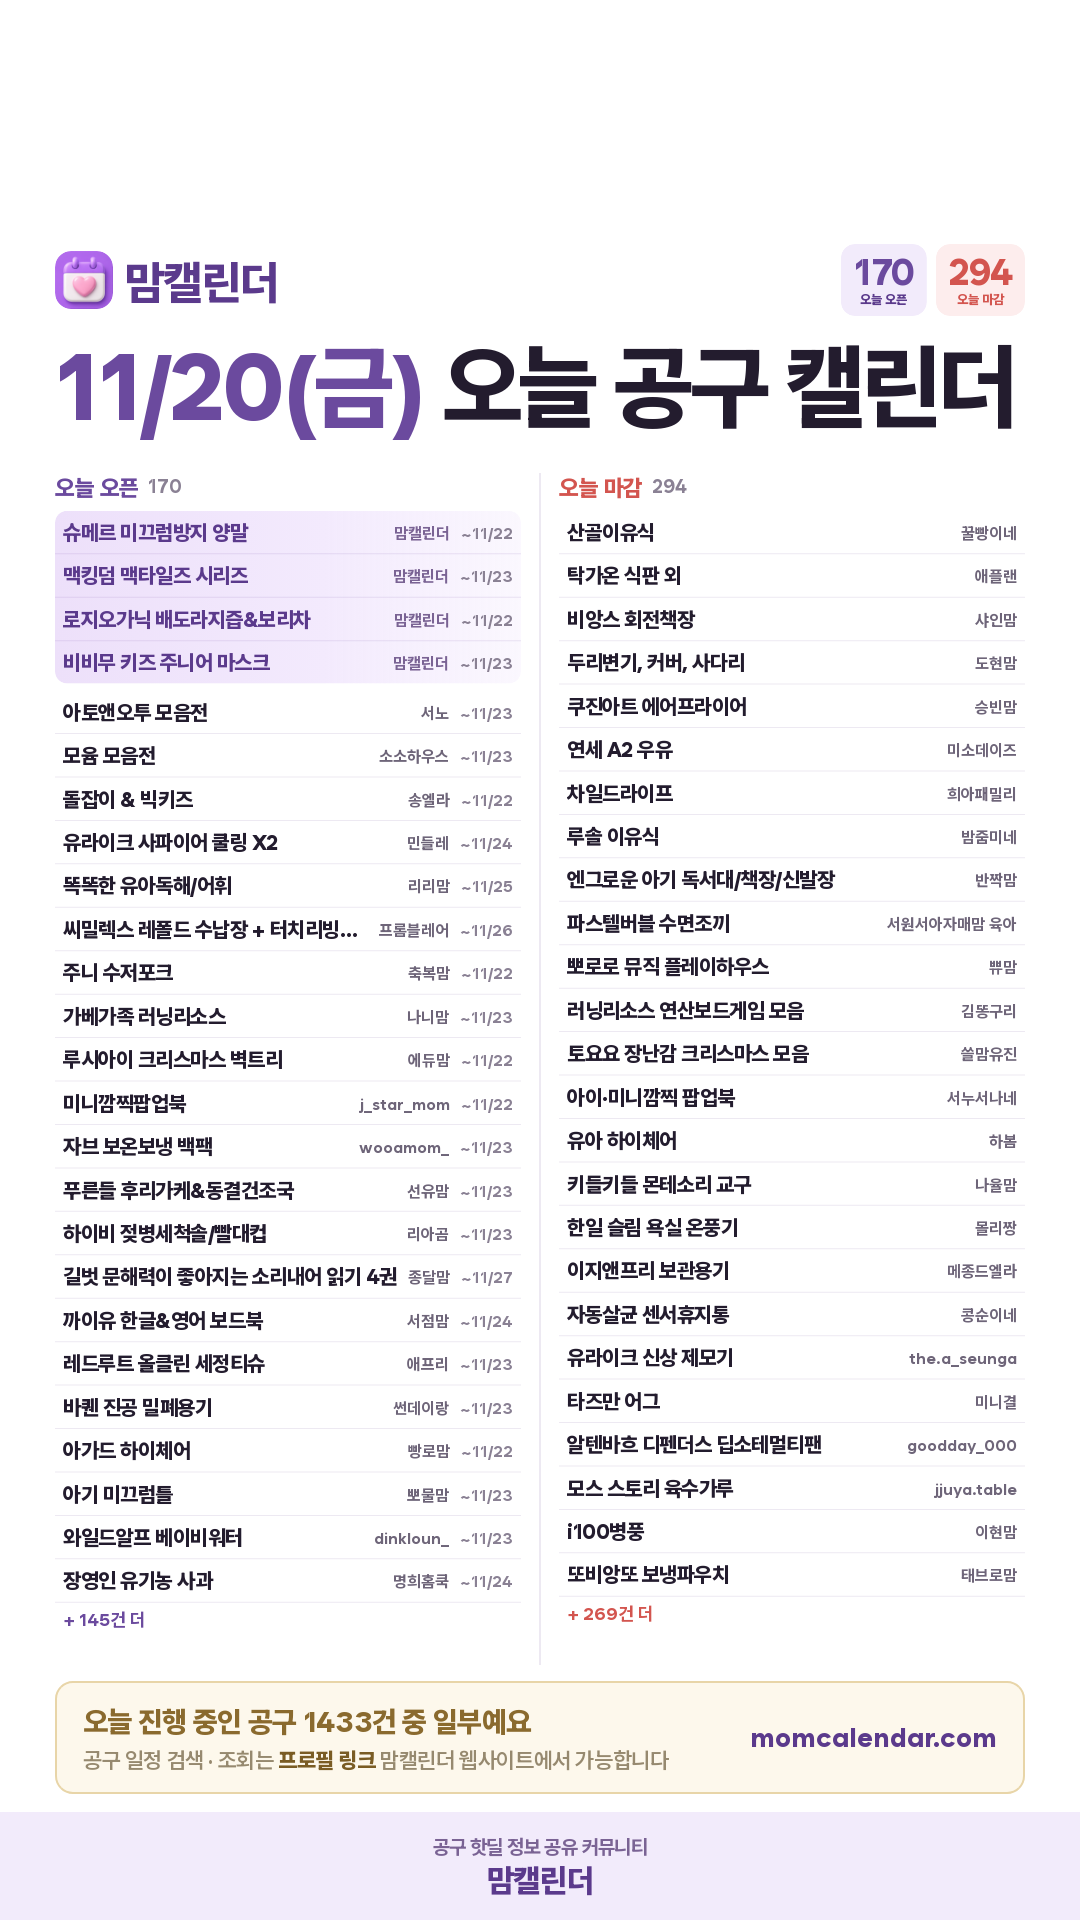 맘캘린더
170
오늘 오픈
294
오늘 마감
11/20(금) 오늘 공구 캘린더
오늘 오픈 170
슈메르 미끄럼방지 양말 맘캘린더 ~11/22
맥킹덤 맥타일즈 시리즈 맘캘린더 ~11/23
로지오가닉 배도라지즙&보리차 맘캘린더 ~11/22
비비무 키즈 주니어 마스크 맘캘린더 ~11/23
아토앤오투 모음전 서노 ~11/23
모윰 모음전 소소하우스 ~11/23
돌잡이 & 빅키즈 송엘라 ~11/22
유라이크 사파이어 쿨링 X2 민들레 ~11/24
똑똑한 유아독해/어휘 리리맘 ~11/25
씨밀렉스 레폴드 수납장 + 터치리빙... 프롬블레어 ~11/26
주니 수저포크 축복맘 ~11/22
가베가족 러닝리소스 나니맘 ~11/23
루시아이 크리스마스 벽트리 에듀맘 ~11/22
미니깜찍팝업북 j_star_mom ~11/22
자브 보온보냉 백팩 wooamom_ ~11/23
푸른들 후리가케&동결건조국 선유맘 ~11/23
하이비 젖병세척솔/빨대컵 리아곰 ~11/23
길벗 문해력이 좋아지는 소리내어 읽기 4권 종달맘 ~11/27
까이유 한글&영어 보드북 서점맘 ~11/24
레드루트 올클린 세정티슈 애프리 ~11/23
바퀜 진공 밀폐용기 썬데이랑 ~11/23
아가드 하이체어 빵로맘 ~11/22
아기 미끄럼틀 뽀물맘 ~11/23
와일드알프 베이비워터 dinkloun_ ~11/23
장영인 유기농 사과 명희홈쿡 ~11/24
+ 145건 더
오늘 마감 294
산골이유식 꿀빵이네
탁가온 식판 외 애플랜
비앙스 회전책장 샤인맘
두리변기, 커버, 사다리 도현맘
쿠진아트 에어프라이어 승빈맘
연세 A2 우유 미소데이즈
차일드라이프 희아패밀리
루솔 이유식 밤줌미네
엔그로운 아기 독서대/책장/신발장 반짝맘
파스텔버블 수면조끼 서원서아자매맘 육아
뽀로로 뮤직 플레이하우스 쀼맘
러닝리소스 연산보드게임 모음 김똥구리
토요요 장난감 크리스마스 모음 쏠맘유진
아이·미니깜찍 팝업북 서누서나네
유아 하이체어 하봄
키들키들 몬테소리 교구 나율맘
한일 슬림 욕실 온풍기 몰리짱
이지앤프리 보관용기 메종드엘라
자동살균 센서휴지통 콩순이네
유라이크 신상 제모기 the.a_seunga
타즈만 어그 미니결
알텐바흐 디펜더스 딥소테멀티팬 goodday_000
모스 스토리 육수가루 jjuya.table
i100병풍 이현맘
또비앙또 보냉파우치 태브로맘
+ 269건 더
오늘 진행 중인 공구 1433건 중 일부예요
공구 일정 검색 · 조회는 프로필 링크 맘캘린더 웹사이트에서 가능합니다
momcalendar.com
공구 핫딜 정보 공유 커뮤니티
맘캘린더